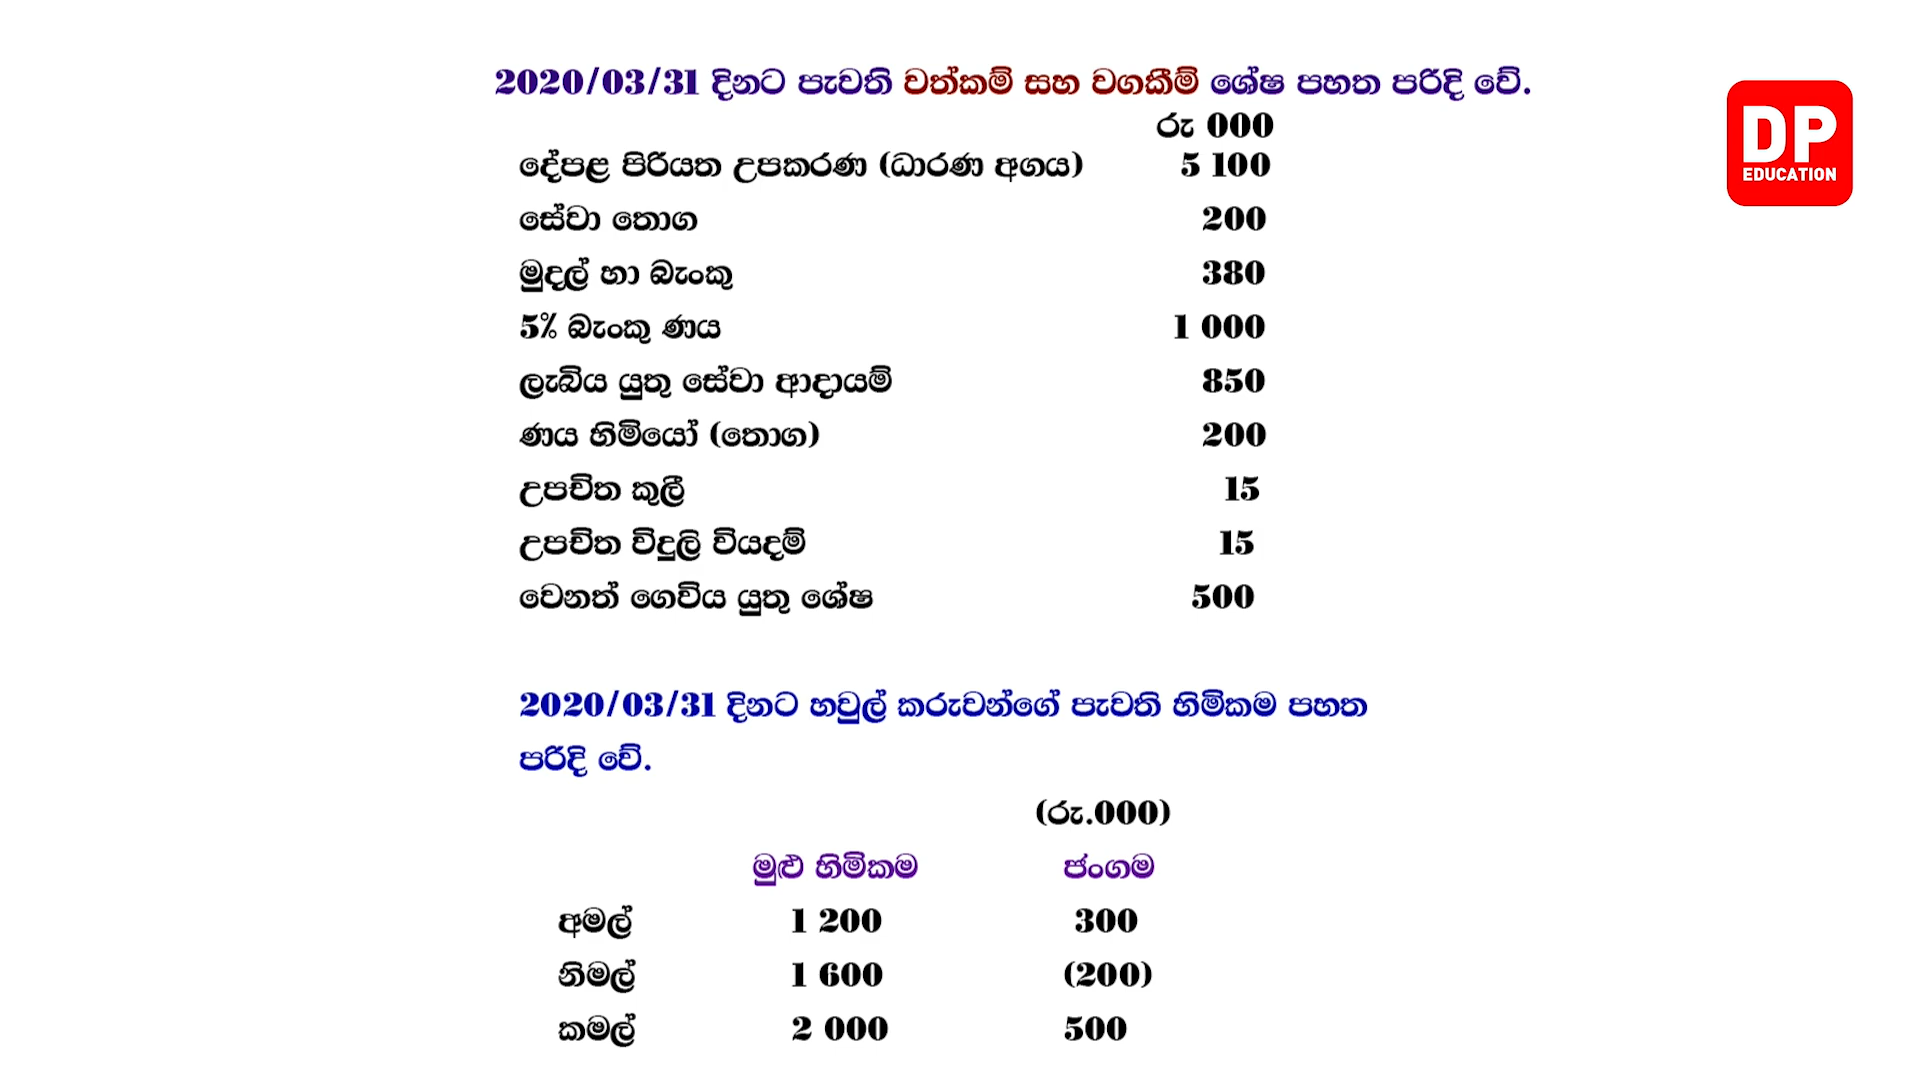 2020/03/31 දිනට පැවති වත්කම් සහ වගකීම් ශේෂ පහත පරිදි වේ.
රු 000
දේපළ පිරියත උපකරණ (ධාරණ අගය) 5 100
සේවා තොග 200
මුදල් හා බැංකු 380
5% බැංකු ණය 1 000
ලැබිය යුතු සේවා ආදායම් 850
ණය හිමියෝ (තොග) 200
උපචිත කුලී 15
උපචිත විදුලි වියදම් 15
වෙනත් ගෙවිය යුතු ශේෂ 500
2020/03/31 දිනට හවුල් කරුවන්ගේ පැවති හිමිකම පහත
පරිදි වේ.
(රු.000)
මුළු හිමිකම ජංගම
අමල් 1 200 300
නිමල් 1 600 (200)
කමල් 2 000 500
DP
EDUCATION